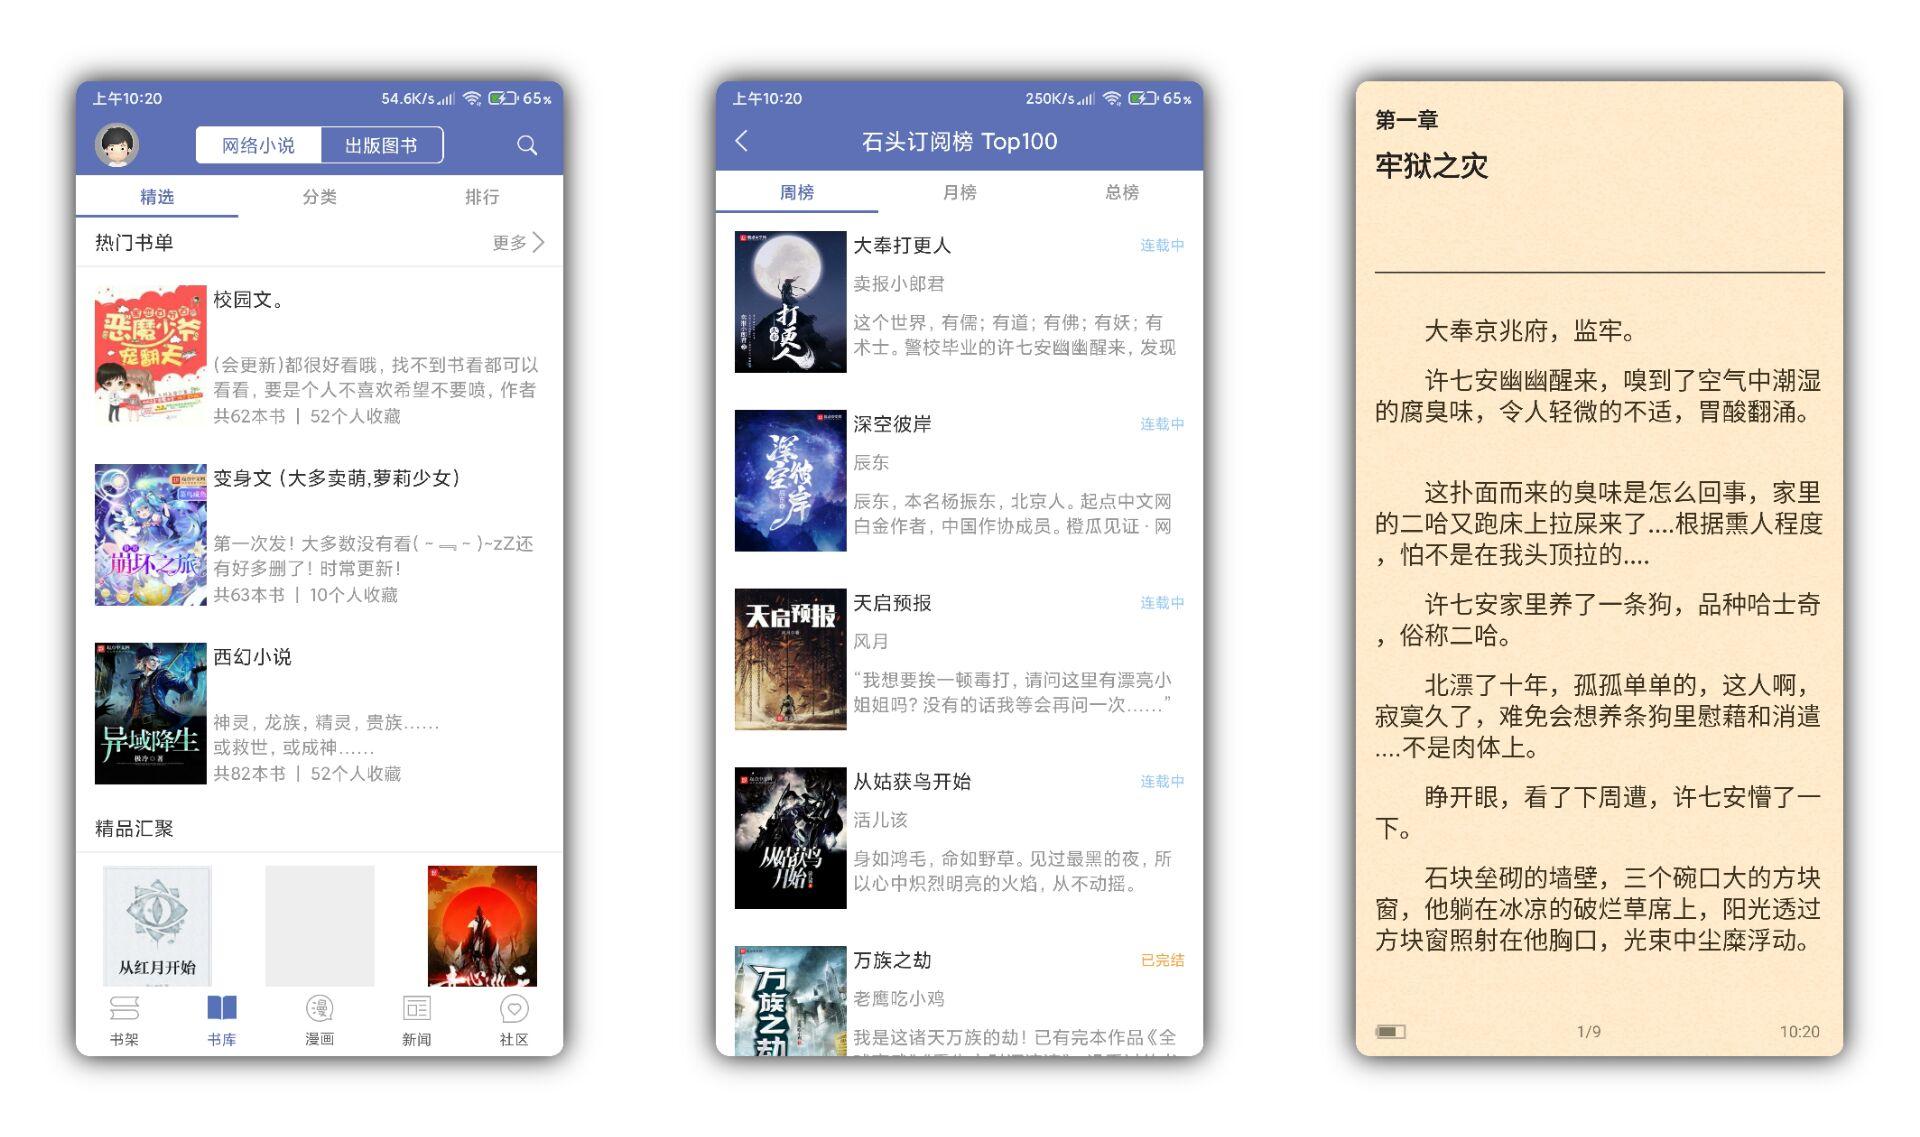 上午10:20
54.6K/s
65%
网络小说
出版图书
精选
分类
排行
热门书单
更多
恶魔少爷
宠翻天
校园文。
(会更新)都很好看哦，找不到书看都可以
看看，要是个人不喜欢希望不要喷，作者
共62本书 | 52个人收藏
崩坏之旅
变身文（大多卖萌,萝莉少女）
第一次发！大多数没有看( ~ ﹃ ~ )~zZ还
有好多删了！时常更新！
共63本书 | 10个人收藏
异域降生
极冷 著
西幻小说
神灵，龙族，精灵，贵族……
或救世，或成神……
共82本书 | 52个人收藏
精品汇聚
从红月开始
书架
书库
漫
漫画
新闻
社区
上午10:20
250K/s
65%
石头订阅榜 Top100
周榜
月榜
总榜
大奉
打更人
大奉打更人
连载中
卖报小郎君
这个世界，有儒；有道；有佛；有妖；有
术士。警校毕业的许七安幽幽醒来，发现
深空彼岸
深空彼岸
连载中
辰东
辰东，本名杨振东，北京人。起点中文网
白金作者，中国作协成员。橙瓜见证 · 网
天启预报
天启预报
连载中
风月
“我想要挨一顿毒打，请问这里有漂亮小
姐姐吗？没有的话我等会再问一次……”
从姑获鸟
开始
从姑获鸟开始
连载中
活儿该
身如鸿毛，命如野草。见过最黑的夜，所
以心中炽烈明亮的火焰，从不动摇。
万族之劫
万族之劫
已完结
老鹰吃小鸡
我是这诸天万族的劫！已有完本作品《全
第一章
牢狱之灾
大奉京兆府，监牢。
许七安幽幽醒来，嗅到了空气中潮湿
的腐臭味，令人轻微的不适，胃酸翻涌。
这扑面而来的臭味是怎么回事，家里
的二哈又跑床上拉屎来了....根据熏人程度
，怕不是在我头顶拉的....
许七安家里养了一条狗，品种哈士奇
，俗称二哈。
北漂了十年，孤孤单单的，这人啊，
寂寞久了，难免会想养条狗里慰藉和消遣
....不是肉体上。
睁开眼，看了下周遭，许七安懵了一
下。
石块垒砌的墙壁，三个碗口大的方块
窗，他躺在冰凉的破烂草席上，阳光透过
方块窗照射在他胸口，光束中尘糜浮动。
1/9
10:20